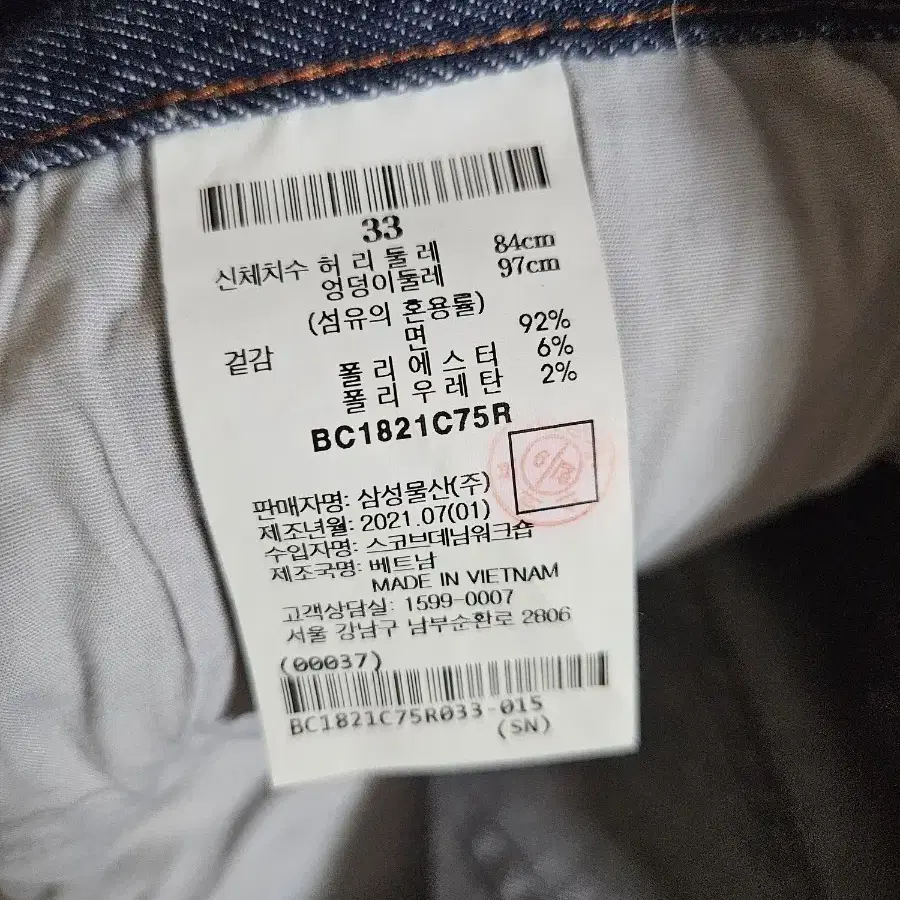 33
신체치수 허 리 둘 레 84cm
엉덩이둘레 97cm
(섬유의 혼용률)
겉감 면 92%
폴 리 에 스 터 6%
폴 리 우 레 탄 2%
BC1821C75R
판매자명: 삼성물산(주)
제조년월: 2021.07(01)
수입자명: 스코브데님워크숍
제조국명: 베트남
MADE IN VIETNAM
고객상담실: 1599-0007
서울 강남구 남부순환로 2806
(00037)
BC1821C75R033-015
(SN)